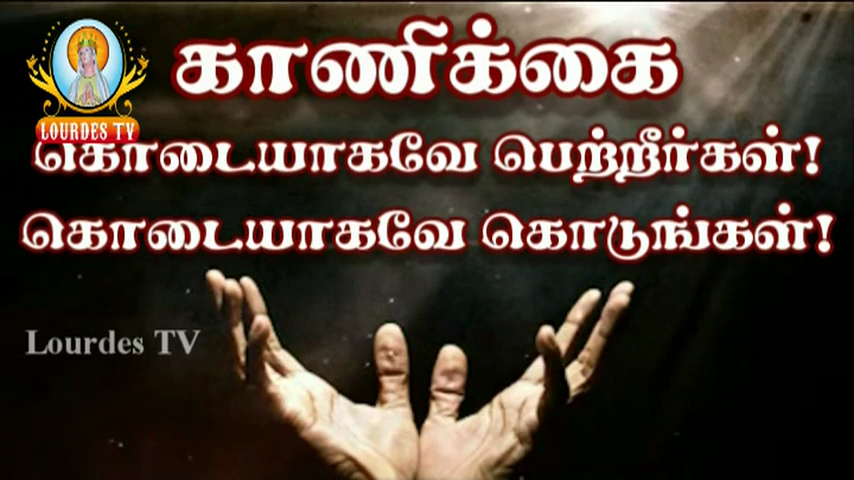 காணிக்கை
LOURDES TV
கொடையாகவே பெற்றீர்கள்!
கொடையாகவே கொடுங்கள்!
Lourdes TV